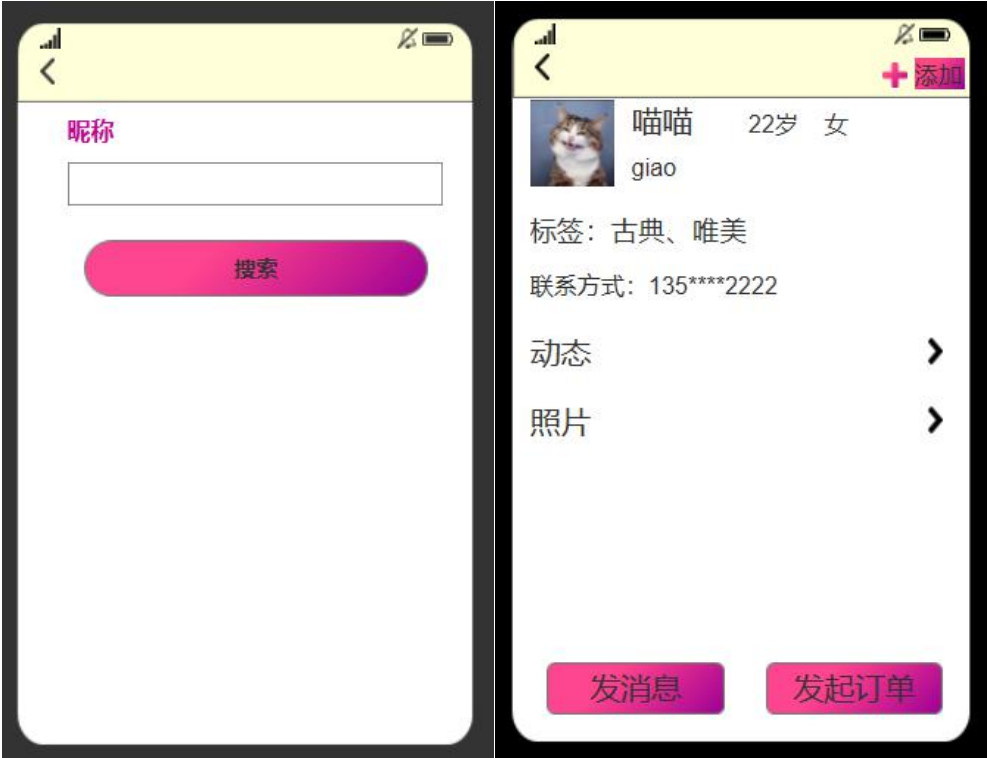 昵称
搜索
添加
喵喵 22岁 女
giao
标签：古典、唯美
联系方式：135****2222
动态
照片
发消息
发起订单